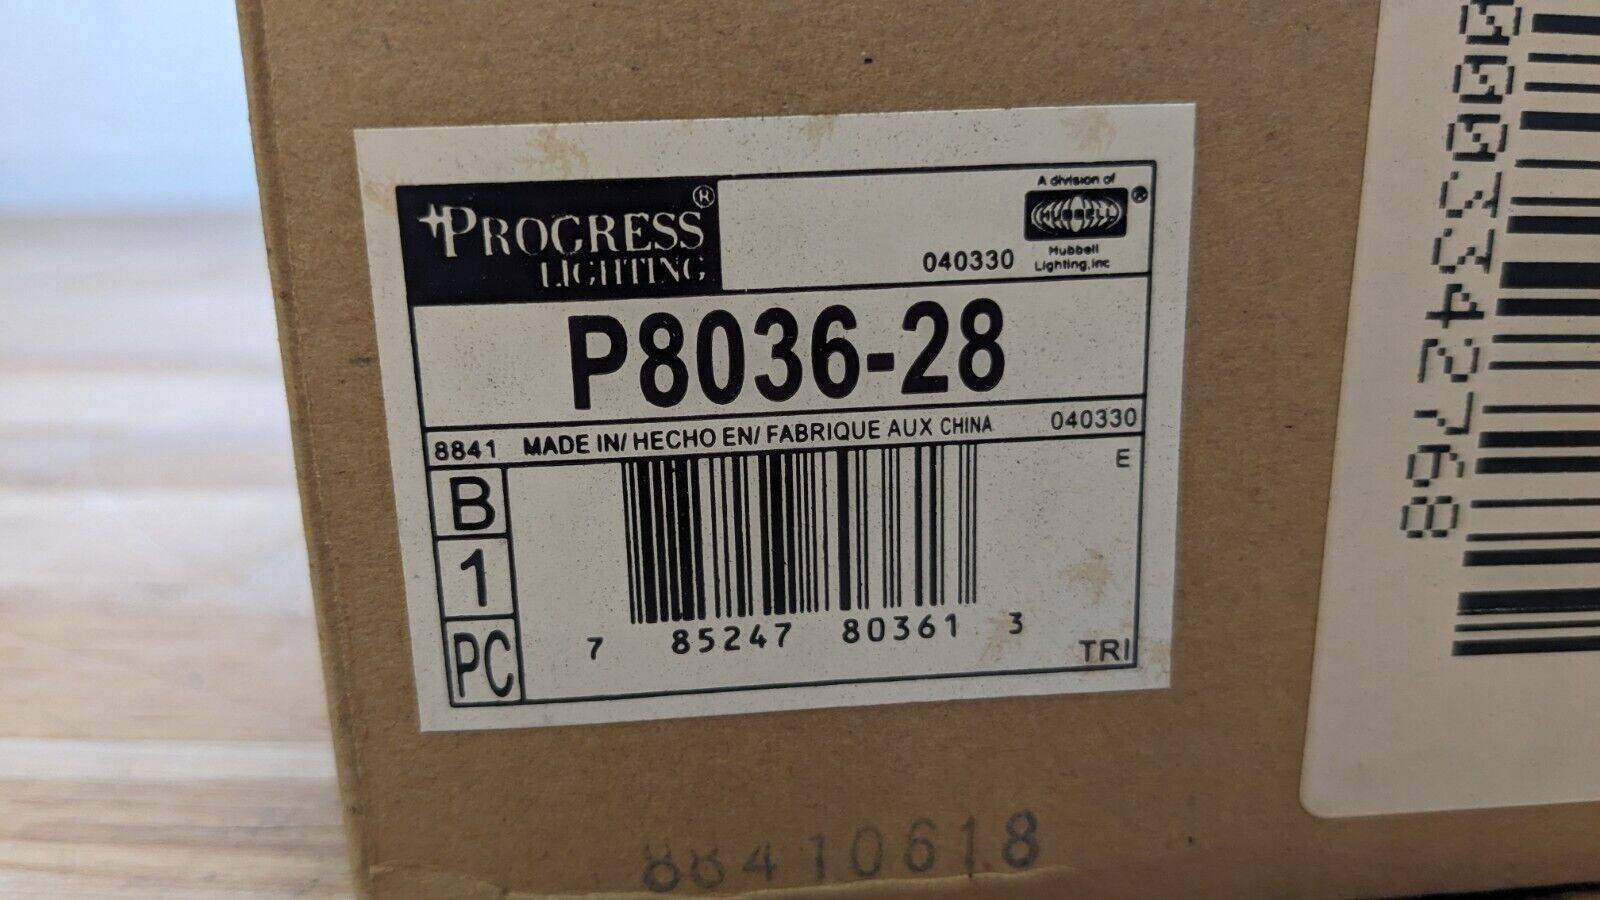 PROGRESS®
LIGHTING
A division of
HUBBELL®
Hubbell
Lighting, Inc
040330
P8036-28
8841 MADE IN/ HECHO EN/ FABRIQUE AUX CHINA 040330
B
1
PC
E
7 85247 80361 3
TRI
88410618